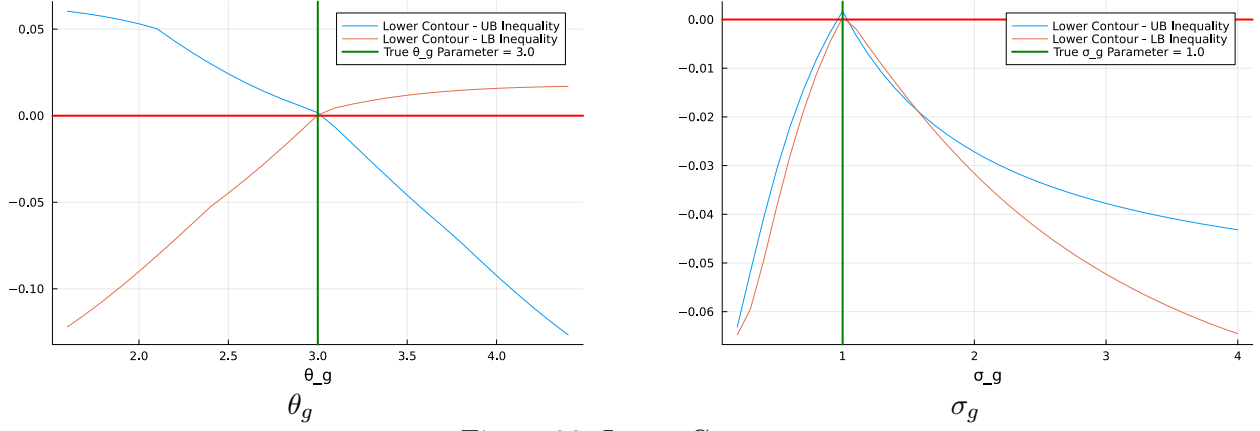 0.05
0.00
−0.05
−0.10
2.0
2.5
3.0
3.5
4.0
θ_g
Lower Contour - UB Inequality
Lower Contour - LB Inequality
True θ_g Parameter = 3.0
θg
0.00
−0.01
−0.02
−0.03
−0.04
−0.05
−0.06
1
2
3
4
σ_g
Lower Contour - UB Inequality
Lower Contour - LB Inequality
True σ_g Parameter = 1.0
σg